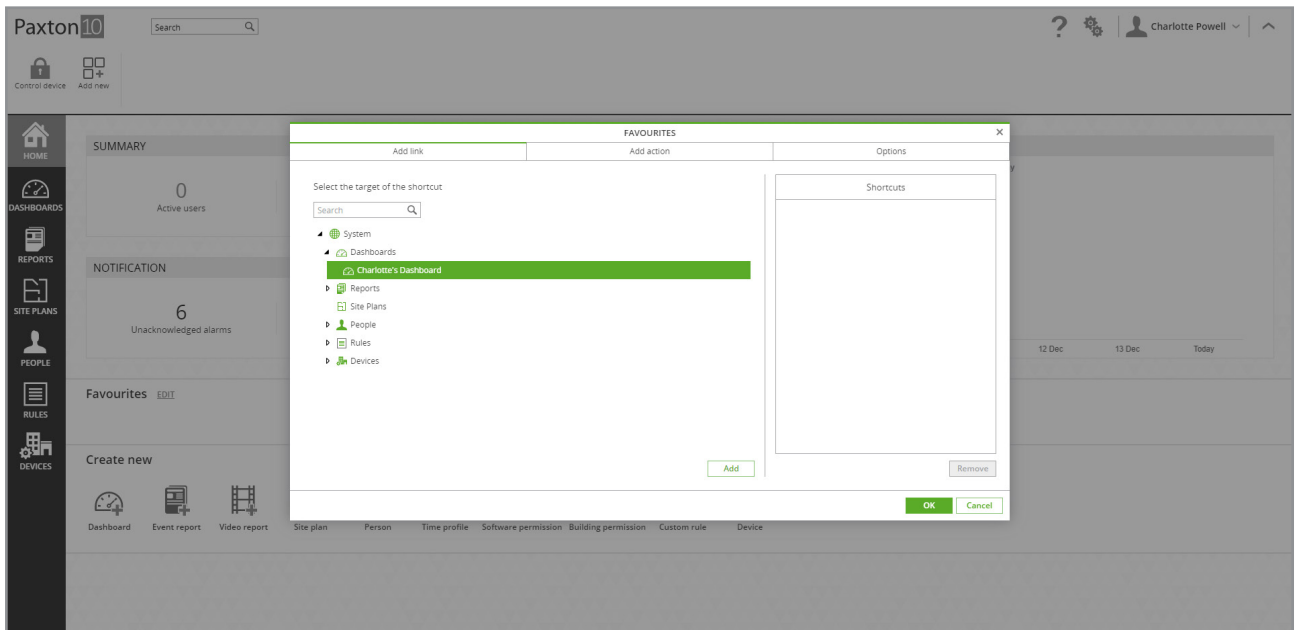 Paxton10
Search
Charlotte Powell
Control device
Add new
HOME
DASHBOARDS
REPORTS
SITE PLANS
PEOPLE
RULES
DEVICES
SUMMARY
0
Active users
NOTIFICATION
6
Unacknowledged alarms
FAVOURITES
Add link
Add action
Options
Select the target of the shortcut
Search
System
Dashboards
Charlotte's Dashboard
Reports
Site Plans
People
Rules
Devices
Add
Shortcuts
Remove
OK
Cancel
y
12 Dec
13 Dec
Today
Favourites EDIT
Create new
Dashboard
Event report
Video report
Site plan
Person
Time profile
Software permission
Building permission
Custom rule
Device